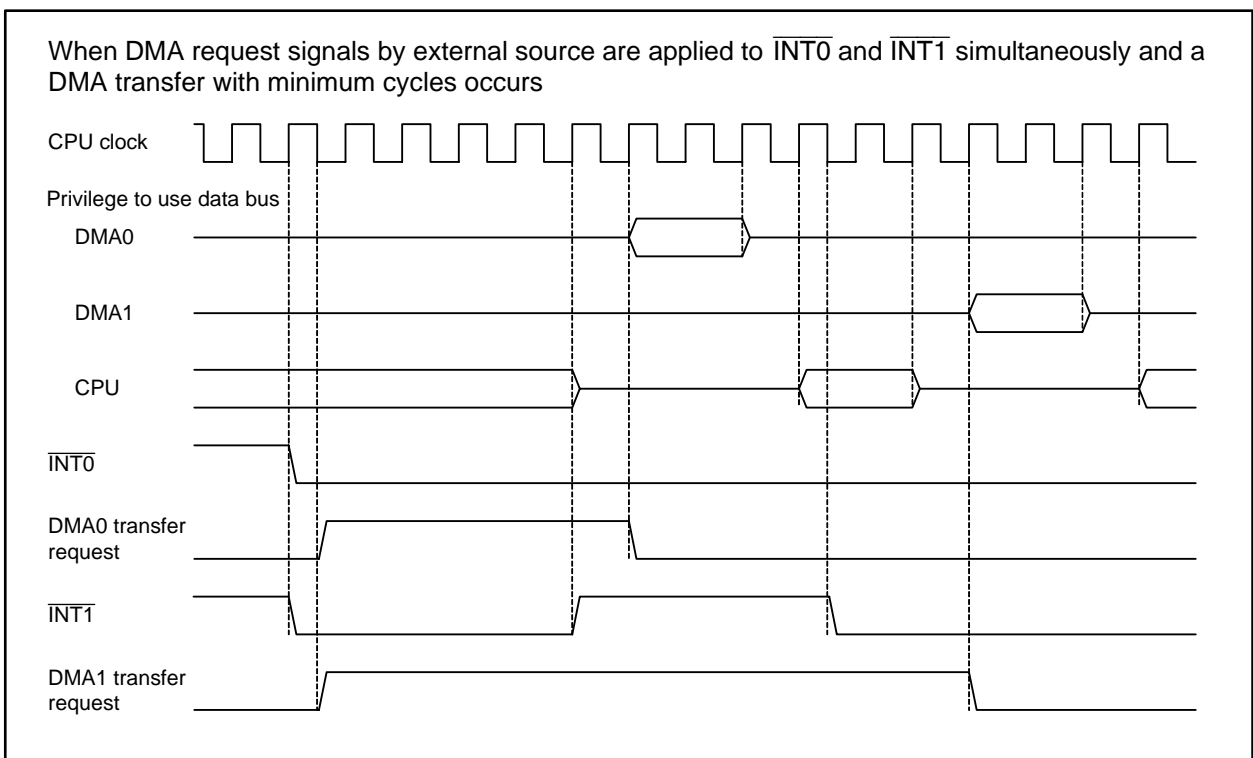 When DMA request signals by external source are applied to INT0 and INT1 simultaneously and a
DMA transfer with minimum cycles occurs
CPU clock
Privilege to use data bus
DMA0
DMA1
CPU
INT0
DMA0 transfer
request
INT1
DMA1 transfer
request